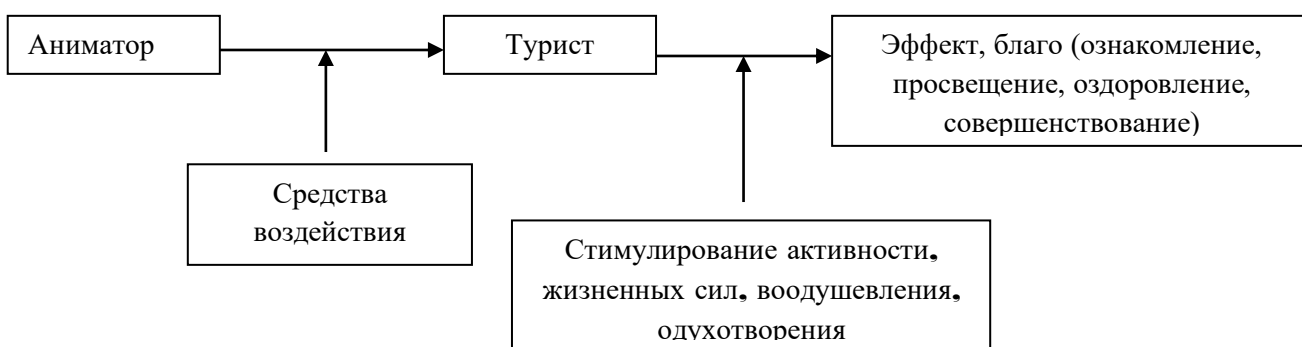 Аниматор
Турист
Эффект, благо (ознакомление,
просвещение, оздоровление,
совершенствование)
Средства
воздействия
Стимулирование активности,
жизненных сил, воодушевления,
одухотворения